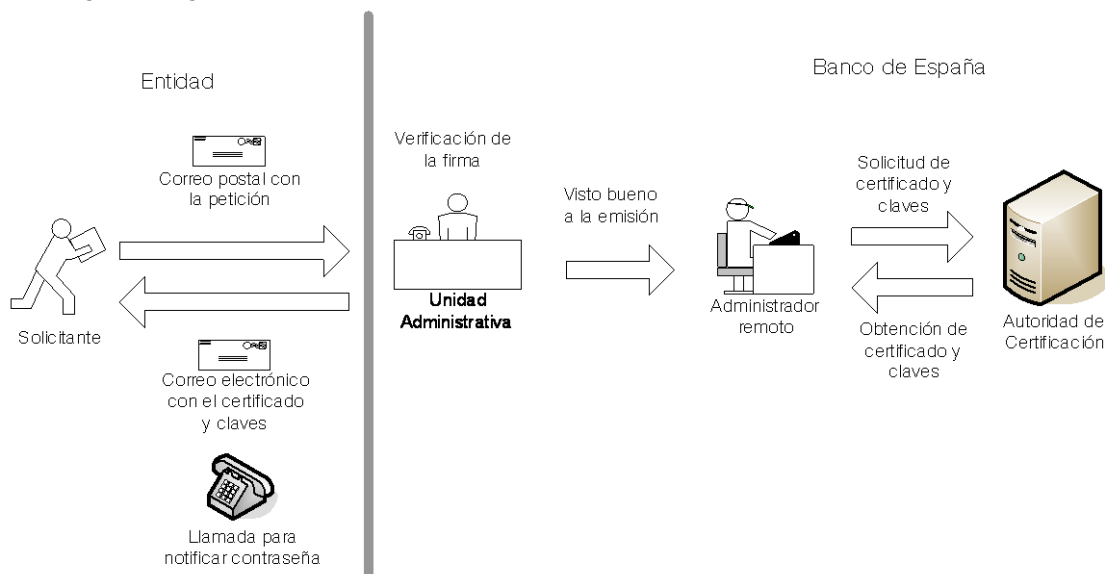 Entidad
Banco de España
Correo postal con
la petición
Solicitante
Correo electrónico
con el certificado
y claves
Llamada para
notificar contraseña
Verificación de
la firma
Unidad
Administrativa
Visto bueno
a la emisión
Administrador
remoto
Solicitud de
certificado y
claves
Obtención de
certificado y
claves
Autoridad de
Certificación